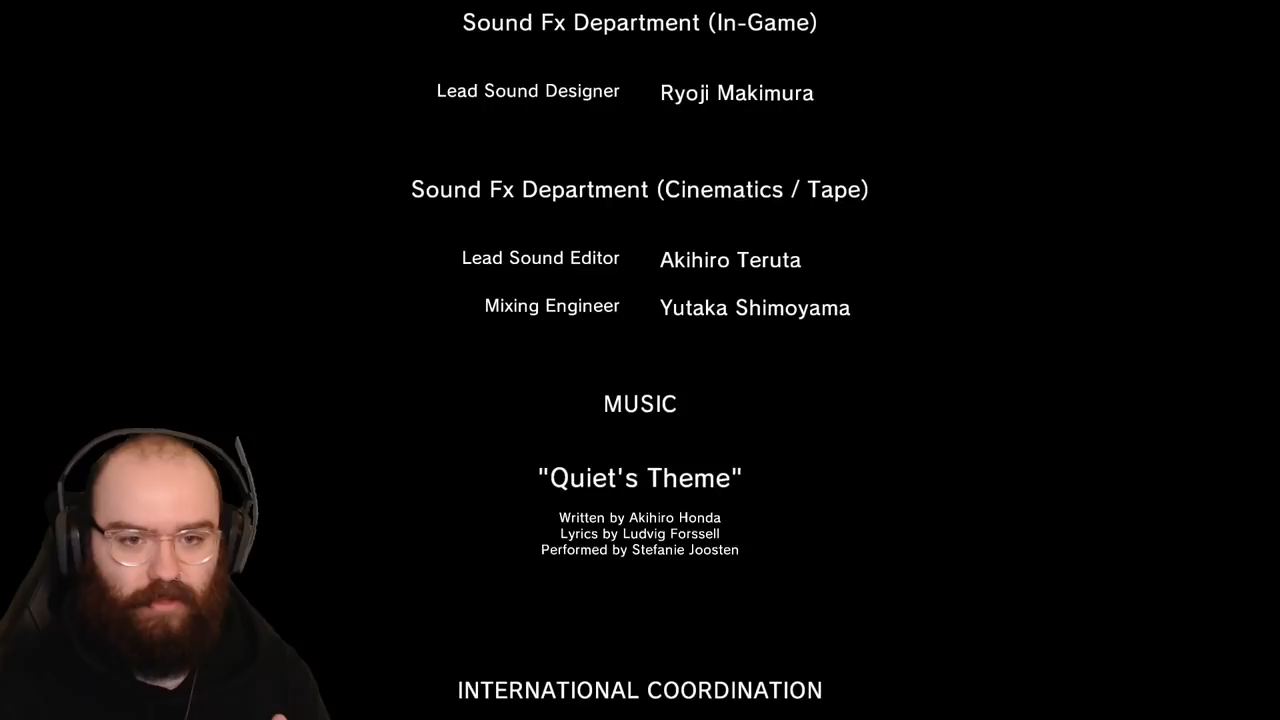 Sound Fx Department (In-Game)
Lead Sound Designer Ryoji Makimura
Sound Fx Department (Cinematics / Tape)
Lead Sound Editor Akihiro Teruta
Mixing Engineer Yutaka Shimoyama
MUSIC
"Quiet's Theme"
Written by Akihiro Honda
Lyrics by Ludvig Forssell
Performed by Stefanie Joosten
INTERNATIONAL COORDINATION